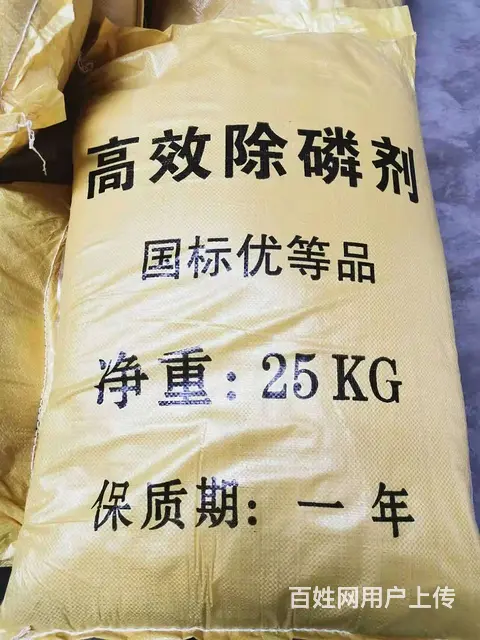 高效除磷剂
国标优等品
净重：25KG
保质期：一年
百姓网用户上传